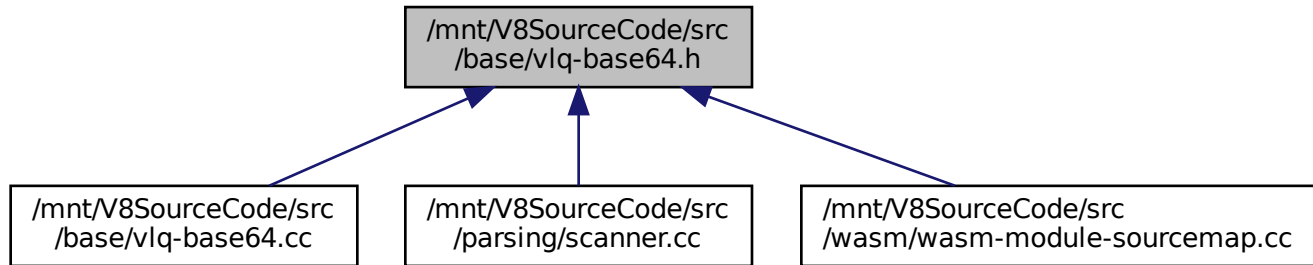 /mnt/V8SourceCode/src
/base/vlq-base64.h
/mnt/V8SourceCode/src
/base/vlq-base64.cc
/mnt/V8SourceCode/src
/parsing/scanner.cc
/mnt/V8SourceCode/src
/wasm/wasm-module-sourcemap.cc